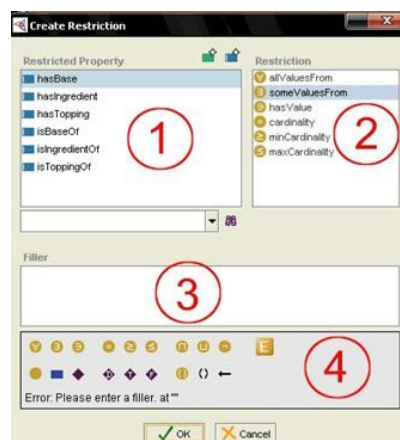 Create Restriction
Restricted Property
hasBase
hasIngredient
hasTopping
isBaseOf
isIngredientOf
isToppingOf
1
Restriction
allValuesFrom
someValuesFrom
hasValue
cardinality
minCardinality
maxCardinality
2
Filler
3
4
Error: Please enter a filler. at ""
OK
Cancel